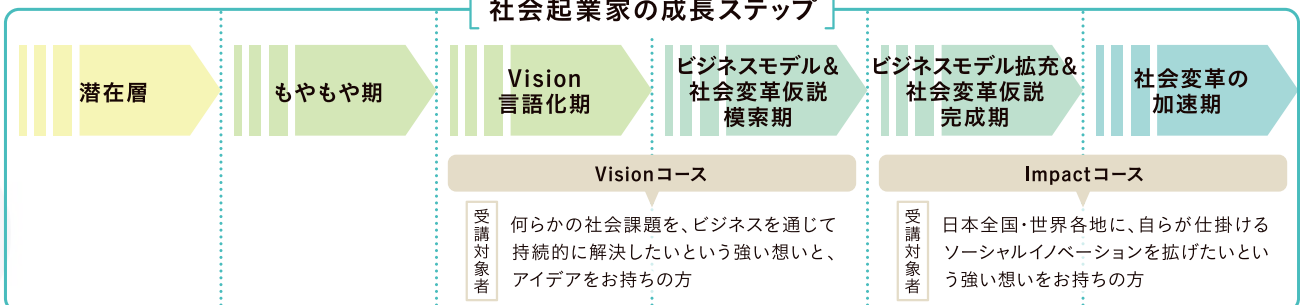 社会起業家の成長ステップ
潜在層
もやもや期
Vision
言語化期
ビジネスモデル&
社会変革仮説
模索期
ビジネスモデル拡充&
社会変革仮説
完成期
社会変革の
加速期
Visionコース
受講対象者
何らかの社会課題を、ビジネスを通じて
持続的に解決したいという強い想いと、
アイデアをお持ちの方
Impactコース
受講対象者
日本全国・世界各地に、自らが仕掛ける
ソーシャルイノベーションを拡げたいとい
う強い想いをお持ちの方